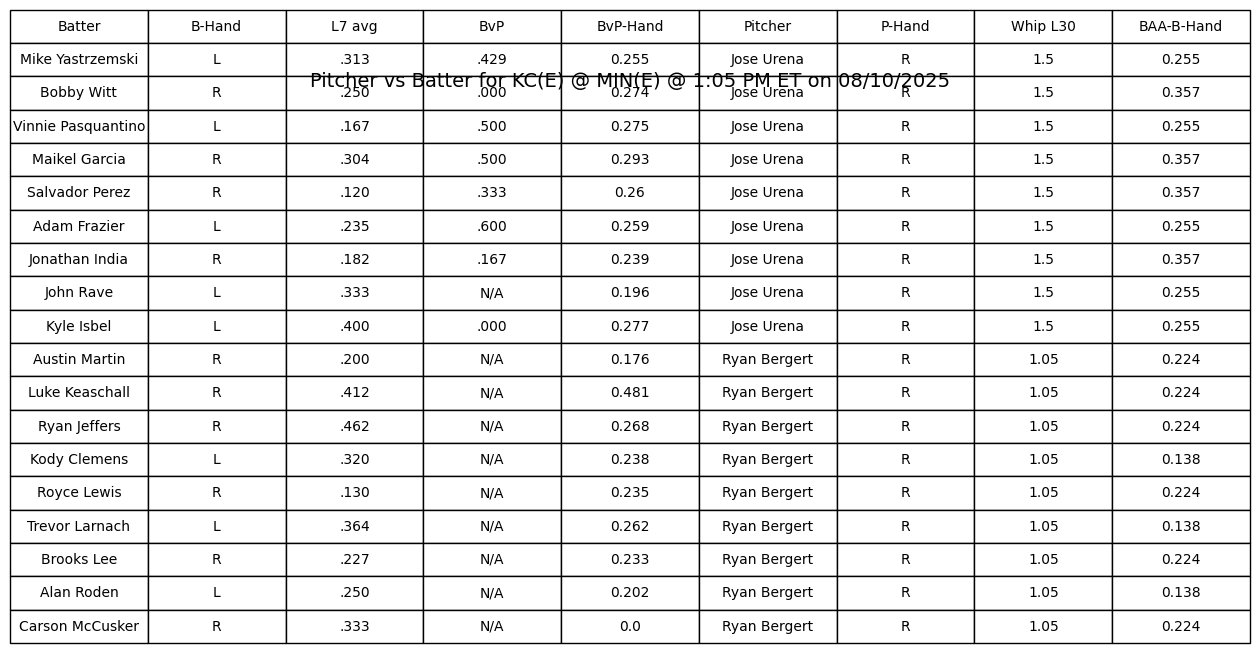 Batter B-Hand L7 avg BvP BvP-Hand Pitcher P-Hand Whip L30 BAA-B-Hand
Mike Yastrzemski L .313 .429 0.255 Jose Urena R 1.5 0.255
Pitcher vs Batter for KC(E) @ MIN(E) @ 1:05 PM ET on 08/10/2025
Bobby Witt R .250 .000 0.274 Jose Urena R 1.5 0.357
Vinnie Pasquantino L .167 .500 0.275 Jose Urena R 1.5 0.255
Maikel Garcia R .304 .500 0.293 Jose Urena R 1.5 0.357
Salvador Perez R .120 .333 0.26 Jose Urena R 1.5 0.357
Adam Frazier L .235 .600 0.259 Jose Urena R 1.5 0.255
Jonathan India R .182 .167 0.239 Jose Urena R 1.5 0.357
John Rave L .333 N/A 0.196 Jose Urena R 1.5 0.255
Kyle Isbel L .400 .000 0.277 Jose Urena R 1.5 0.255
Austin Martin R .200 N/A 0.176 Ryan Bergert R 1.05 0.224
Luke Keaschall R .412 N/A 0.481 Ryan Bergert R 1.05 0.224
Ryan Jeffers R .462 N/A 0.268 Ryan Bergert R 1.05 0.224
Kody Clemens L .320 N/A 0.238 Ryan Bergert R 1.05 0.138
Royce Lewis R .130 N/A 0.235 Ryan Bergert R 1.05 0.224
Trevor Larnach L .364 N/A 0.262 Ryan Bergert R 1.05 0.138
Brooks Lee R .227 N/A 0.233 Ryan Bergert R 1.05 0.224
Alan Roden L .250 N/A 0.202 Ryan Bergert R 1.05 0.138
Carson McCusker R .333 N/A 0.0 Ryan Bergert R 1.05 0.224